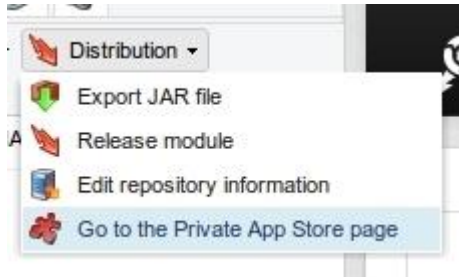 Distribution
Export JAR file
Release module
Edit repository information
Go to the Private App Store page